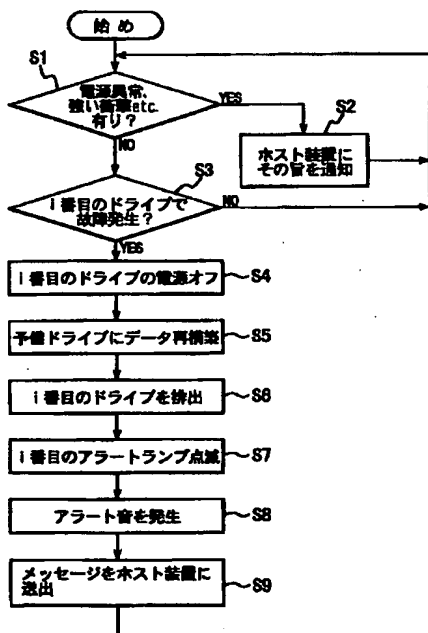 始め
S1
電源異常、
強い衝撃etc.
有り？
YES
S2
ホスト装置に
その旨を通知
NO
S3
i番目のドライブで
故障発生？
NO
YES
i番目のドライブの電源オフ
S4
予備ドライブにデータ再構築
S5
i番目のドライブを排出
S6
i番目のアラートランプ点滅
S7
アラート音を発生
S8
メッセージをホスト装置に
送出
S9